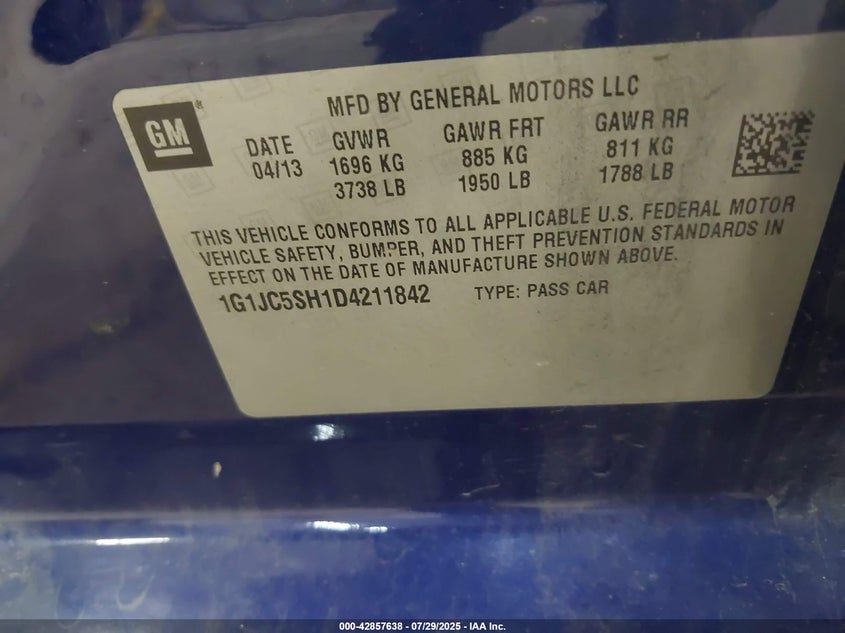 MFD BY GENERAL MOTORS LLC
GM®
DATE GVWR GAWR FRT GAWR RR
04/13 1696 KG 885 KG 811 KG
3738 LB 1950 LB 1788 LB
THIS VEHICLE CONFORMS TO ALL APPLICABLE U.S. FEDERAL MOTOR
VEHICLE SAFETY, BUMPER, AND THEFT PREVENTION STANDARDS IN
EFFECT ON THE DATE OF MANUFACTURE SHOWN ABOVE.
1G1JC5SH1D4211842 TYPE: PASS CAR
000-42857638 - 07/29/2025 - IAA Inc.